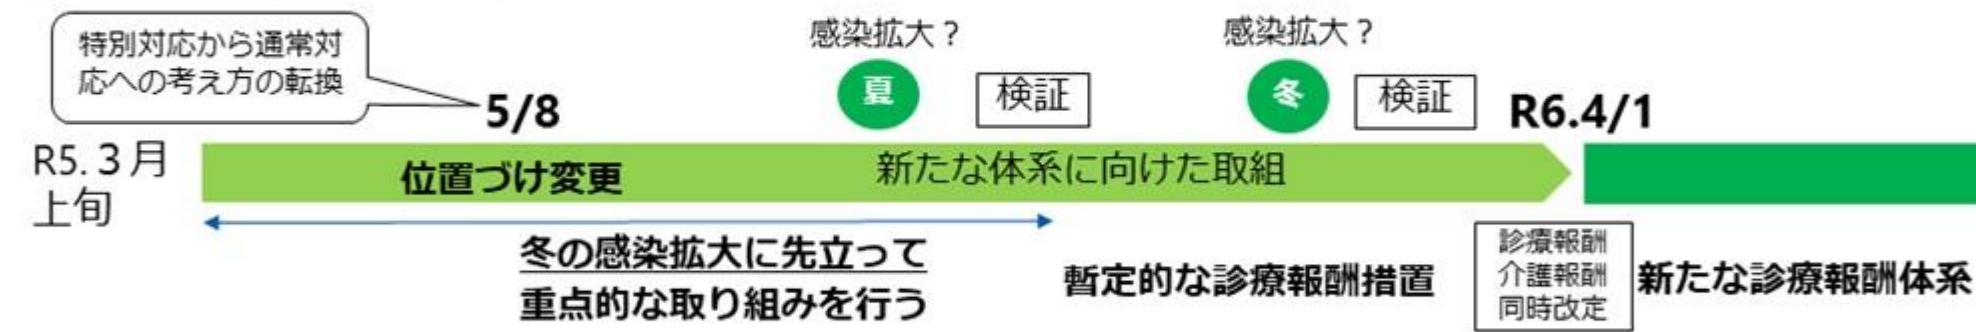 特別対応から通常対
応への考え方の転換
5/8
感染拡大？
夏
検証
感染拡大？
冬
検証
R6.4/1
R5.３月
上旬
位置づけ変更
新たな体系に向けた取組
冬の感染拡大に先立って
重点的な取り組みを行う
暫定的な診療報酬措置
診療報酬
介護報酬
同時改定
新たな診療報酬体系